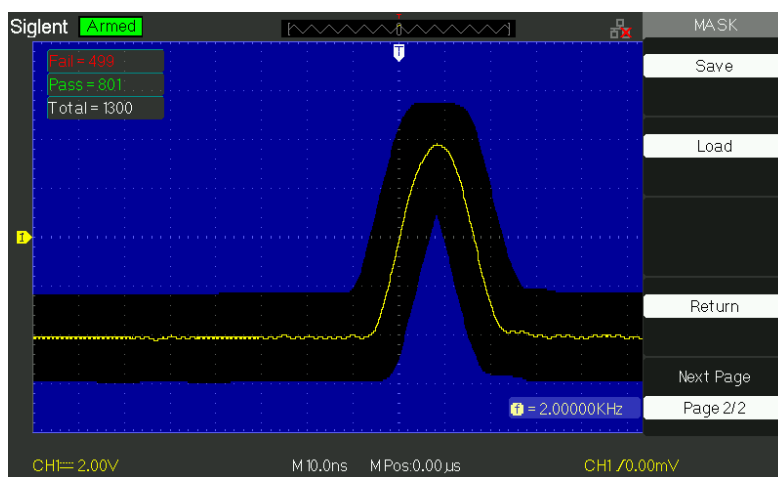 Siglent Armed MASK
T
Fail = 499
Pass = 801
Total = 1300
Save
Load
1
Return
Next Page
f = 2.00000KHz
Page 2/2
CH1 2.00V M 10.0ns M Pos:0.00µs CH1 / 0.00mV